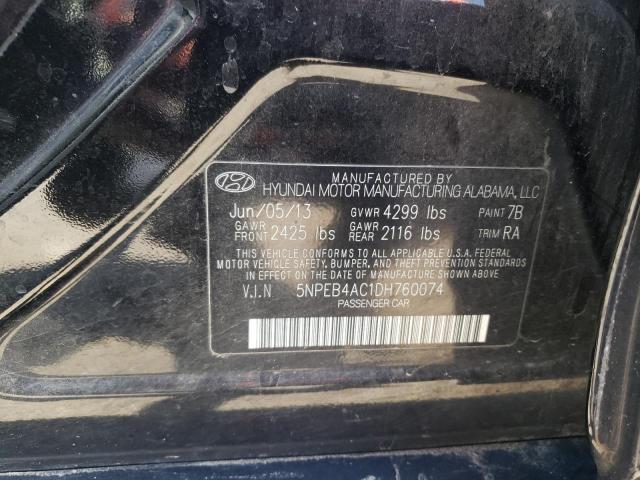 MANUFACTURED BY
HYUNDAI MOTOR MANUFACTURING ALABAMA, LLC
Jun/05/13 GVWR 4299 lbs PAINT 7B
GAWR FRONT 2425 lbs GAWR REAR 2116 lbs TRIM RA
THIS VEHICLE CONFORMS TO ALL APPLICABLE U.S.A. FEDERAL
MOTOR VEHICLE SAFETY, BUMPER, AND THEFT PREVENTION STANDARDS
IN EFFECT ON THE DATE OF MANUFACTURE SHOWN ABOVE.
V.I.N 5NPEB4AC1DH760074
PASSENGER CAR